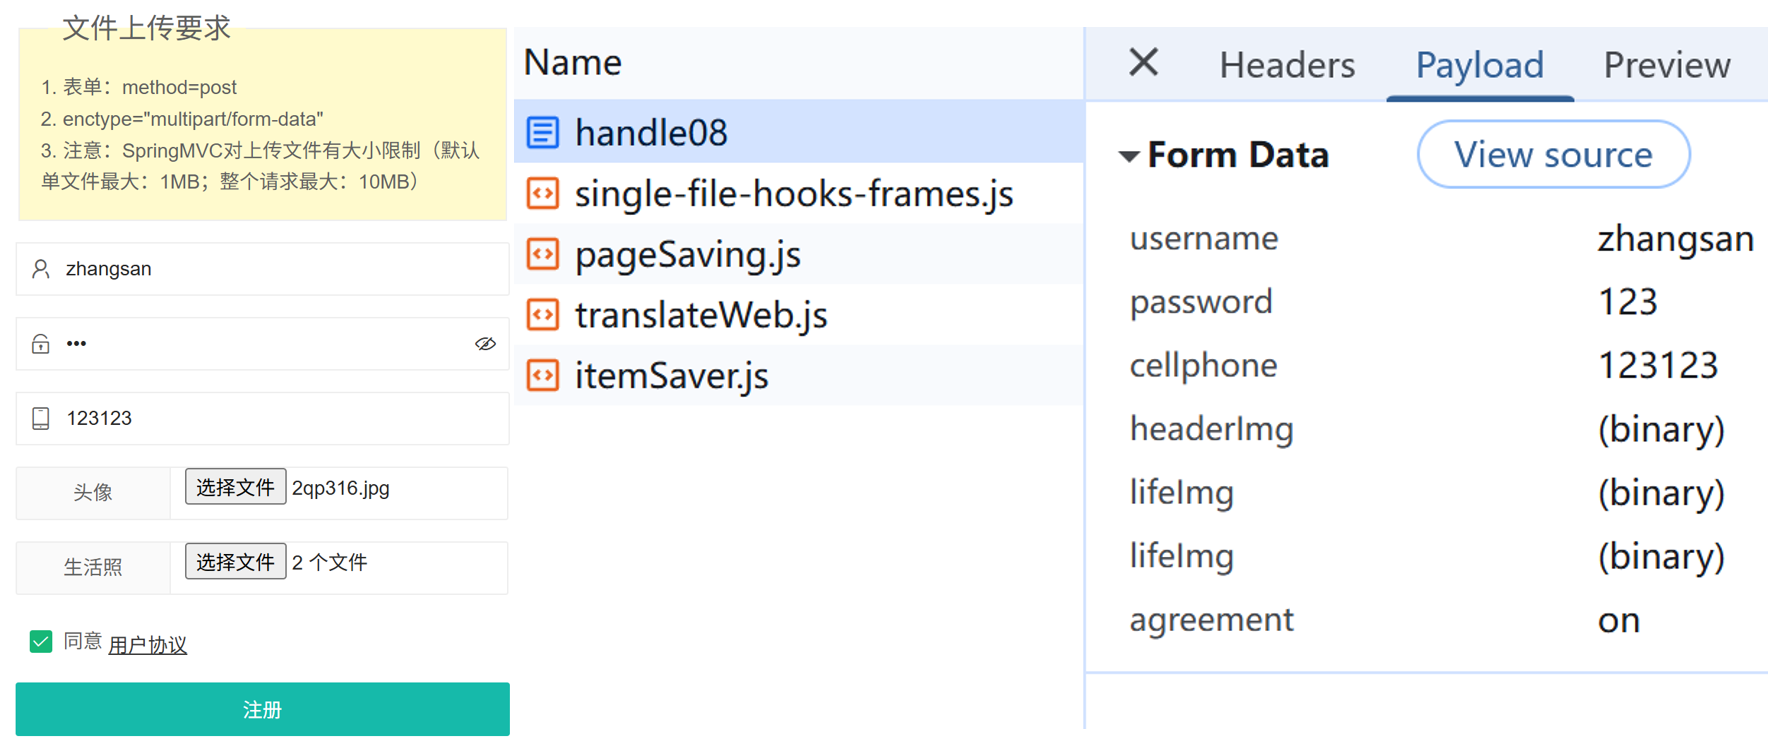 文件上传要求
1. 表单：method=post
2. enctype="multipart/form-data"
3. 注意：SpringMVC对上传文件有大小限制（默认
单文件最大：1MB；整个请求最大：10MB）
zhangsan
•••
123123
头像 选择文件 2qp316.jpg
生活照 选择文件 2 个文件
同意 用户协议
注册
Name
handle08
single-file-hooks-frames.js
pageSaving.js
translateWeb.js
itemSaver.js
Headers Payload Preview
Form Data View source
username zhangsan
password 123
cellphone 123123
headerImg (binary)
lifeImg (binary)
lifeImg (binary)
agreement on